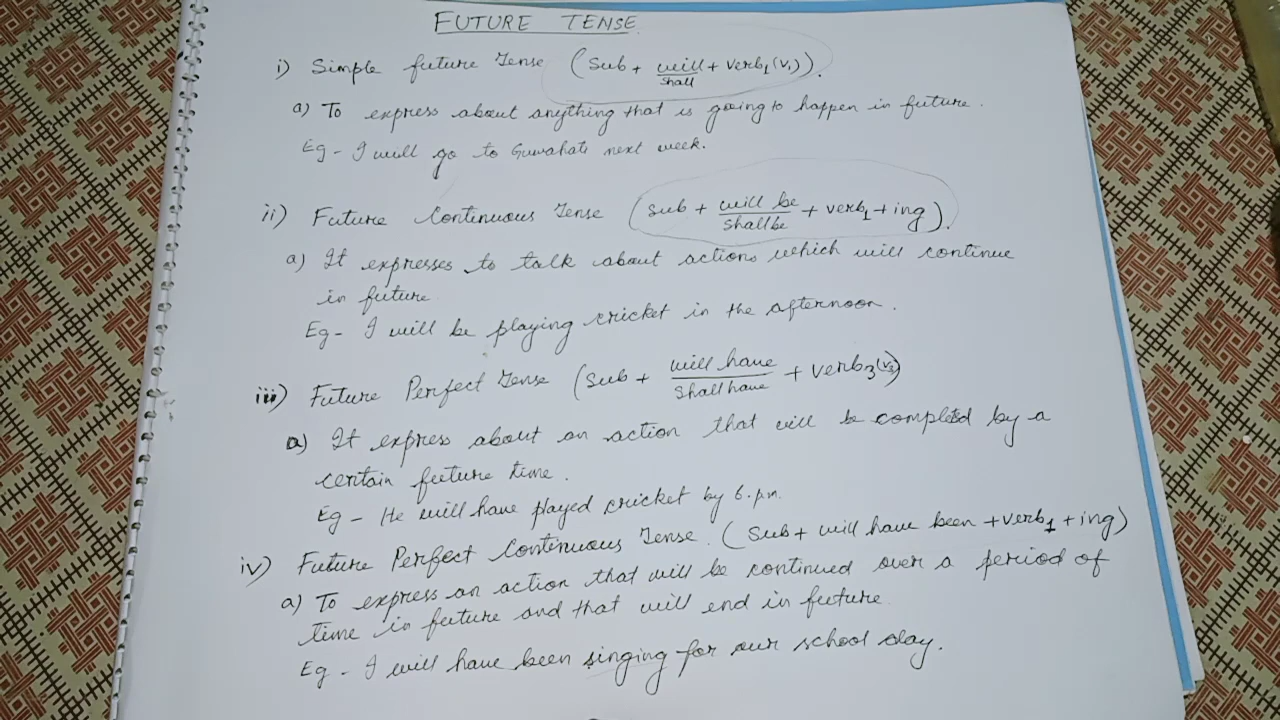 FUTURE TENSE
i) Simple future Tense (Sub + will/shall + verb1 (V1)).
a) To express about anything that is going to happen in future.
Eg - I will go to Guwahati next week.
ii) Future Continuous Tense (sub + will be/shall be + verb1 + ing).
a) It expresses to talk about actions which will continue
in future
Eg - I will be playing cricket in the afternoon.
iii) Future Perfect Tense (sub + will have/shall have + verb3 (V3))
a) It express about an action that will be completed by a
certain future time.
Eg - He will have played cricket by 6. p.m.
iv) Future Perfect Continuous Tense. (Sub + will have been + verb1 + ing)
a) To express an action that will be continued over a period of
time in future and that will end in future
Eg - I will have been singing for our school day.